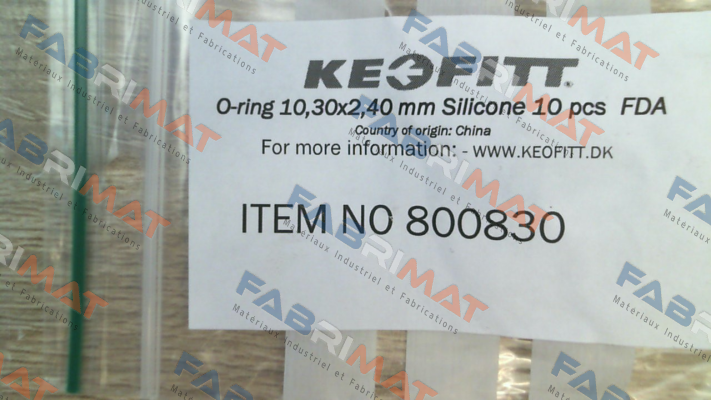 KEOFITT.
O-ring 10,30x2,40 mm Silicone 10 pcs FDA
Country of origin: China
For more information: - WWW.KEOFITT.DK
ITEM NO 800830
FABRIMAT
Matériaux Industriel et Fabrications